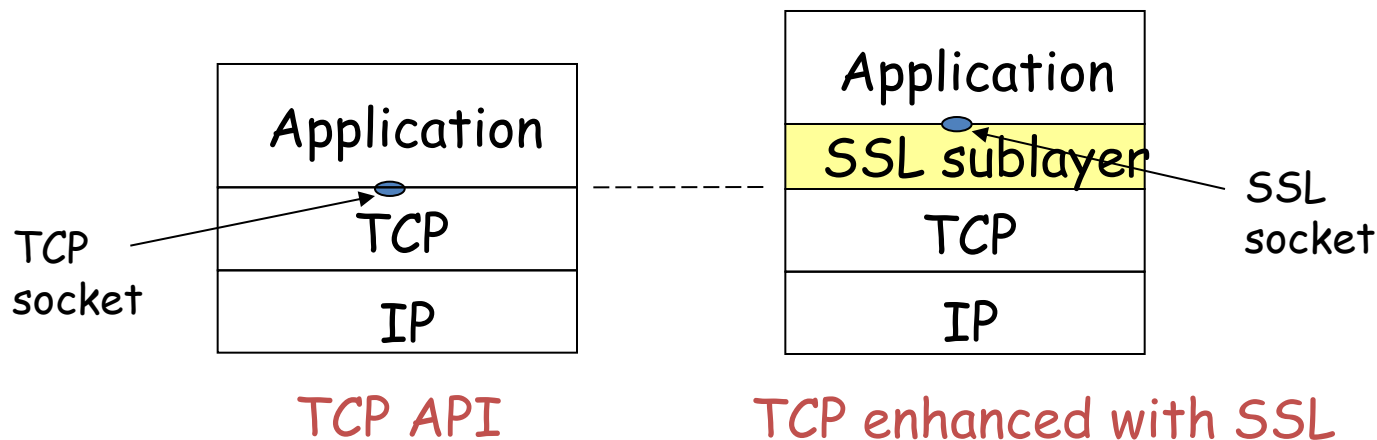 Application
TCP
IP
TCP
socket
TCP API
Application
SSL sublayer
TCP
IP
SSL
socket
TCP enhanced with SSL